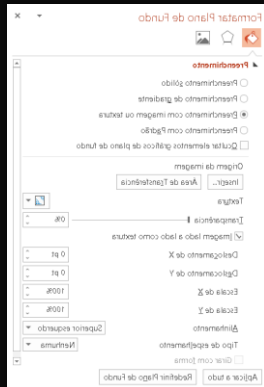 Formatar Plano de Fundo
Preenchimento
Preenchimento sólido
Preenchimento de gradiente
Preenchimento com imagem ou textura
Preenchimento com Padrão
Ocultar elementos gráficos de plano de fundo
Origem da imagem
Inserir... Área de Transferência
Textura
Transparência 0%
Imagem lado a lado como textura
Deslocamento de X 0 pt
Deslocamento de Y 0 pt
Escala de X 100%
Escala de Y 100%
Alinhamento Superior esquerdo
Tipo de espelhamento Nenhuma
Girar com forma
Aplicar a tudo Redefinir Plano de Fundo